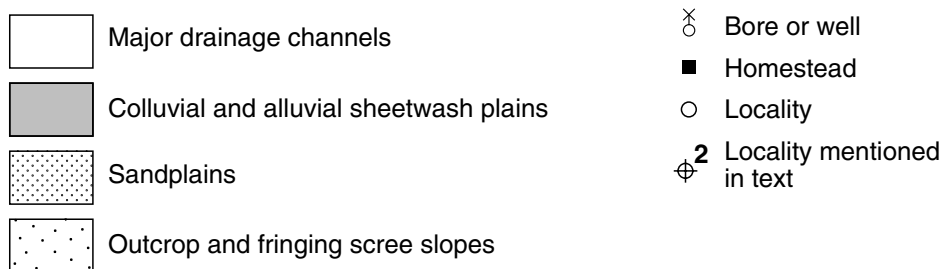 Major drainage channels
Colluvial and alluvial sheetwash plains
Sandplains
Outcrop and fringing scree slopes
Bore or well
Homestead
Locality
2 Locality mentioned
in text